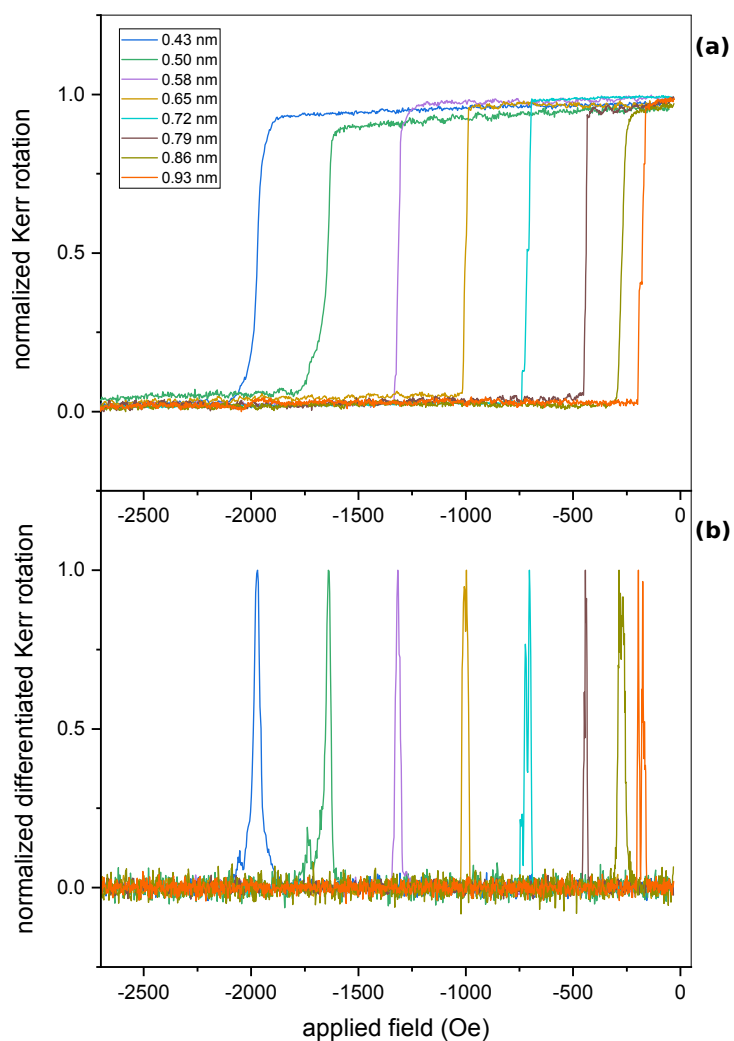 (a)
0.43 nm
0.50 nm
0.58 nm
0.65 nm
0.72 nm
0.79 nm
0.86 nm
0.93 nm
normalized Kerr rotation
1.0
0.5
0.0
-2500 -2000 -1500 -1000 -500 0
(b)
normalized differentiated Kerr rotation
1.0
0.5
0.0
-2500 -2000 -1500 -1000 -500 0
applied field (Oe)